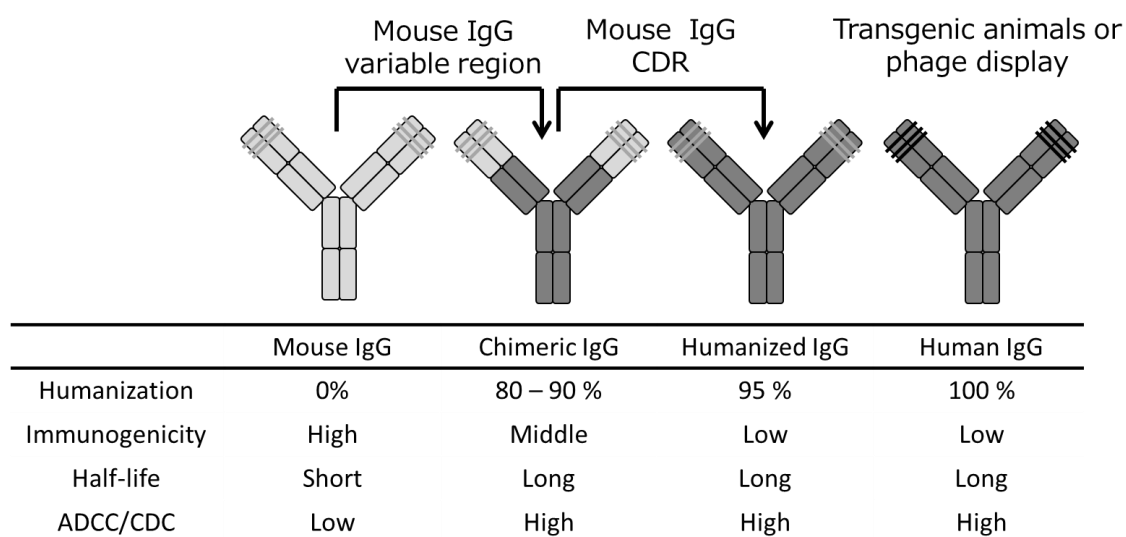 Mouse IgG
variable region
Mouse IgG
CDR
Transgenic animals or
phage display
Mouse IgG Chimeric IgG Humanized IgG Human IgG
Humanization 0% 80 – 90 % 95 % 100 %
Immunogenicity High Middle Low Low
Half-life Short Long Long Long
ADCC/CDC Low High High High